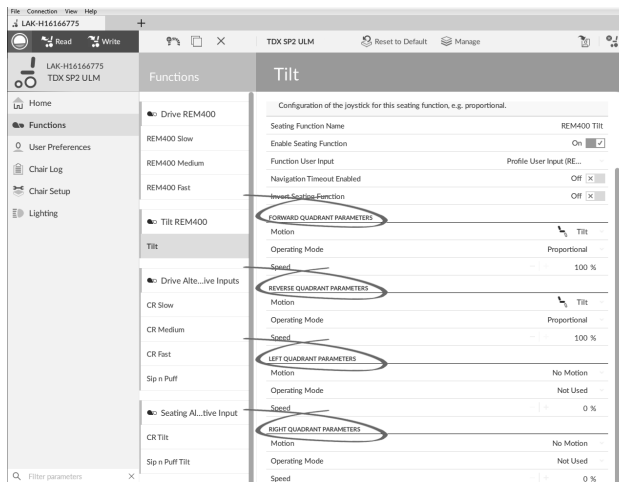 File Connection View Help
LAK-H16166775 +
Read Write TDX SP2 ULM Reset to Default Manage
LAK-H16166775
TDX SP2 ULM
Functions
Tilt
Home
Functions
User Preferences
Chair Log
Chair Setup
Lighting
Filter parameters
Drive REM400
REM400 Slow
REM400 Medium
REM400 Fast
Tilt REM400
Tilt
Drive Alte...ive Inputs
CR Slow
CR Medium
CR Fast
Sip n Puff
Seating Al...tive Input
CR Tilt
Sip n Puff Tilt
Configuration of the joystick for this seating function, e.g. proportional.
Seating Function Name REM400 Tilt
Enable Seating Function On
Function User Input Profile User Input (RE...
Navigation Timeout Enabled Off
Invert Seating Function Off
FORWARD QUADRANT PARAMETERS
Motion Tilt
Operating Mode Proportional
Speed 100 %
REVERSE QUADRANT PARAMETERS
Motion Tilt
Operating Mode Proportional
Speed 100 %
LEFT QUADRANT PARAMETERS
Motion No Motion
Operating Mode Not Used
Speed 0 %
RIGHT QUADRANT PARAMETERS
Motion No Motion
Operating Mode Not Used
Speed 0 %